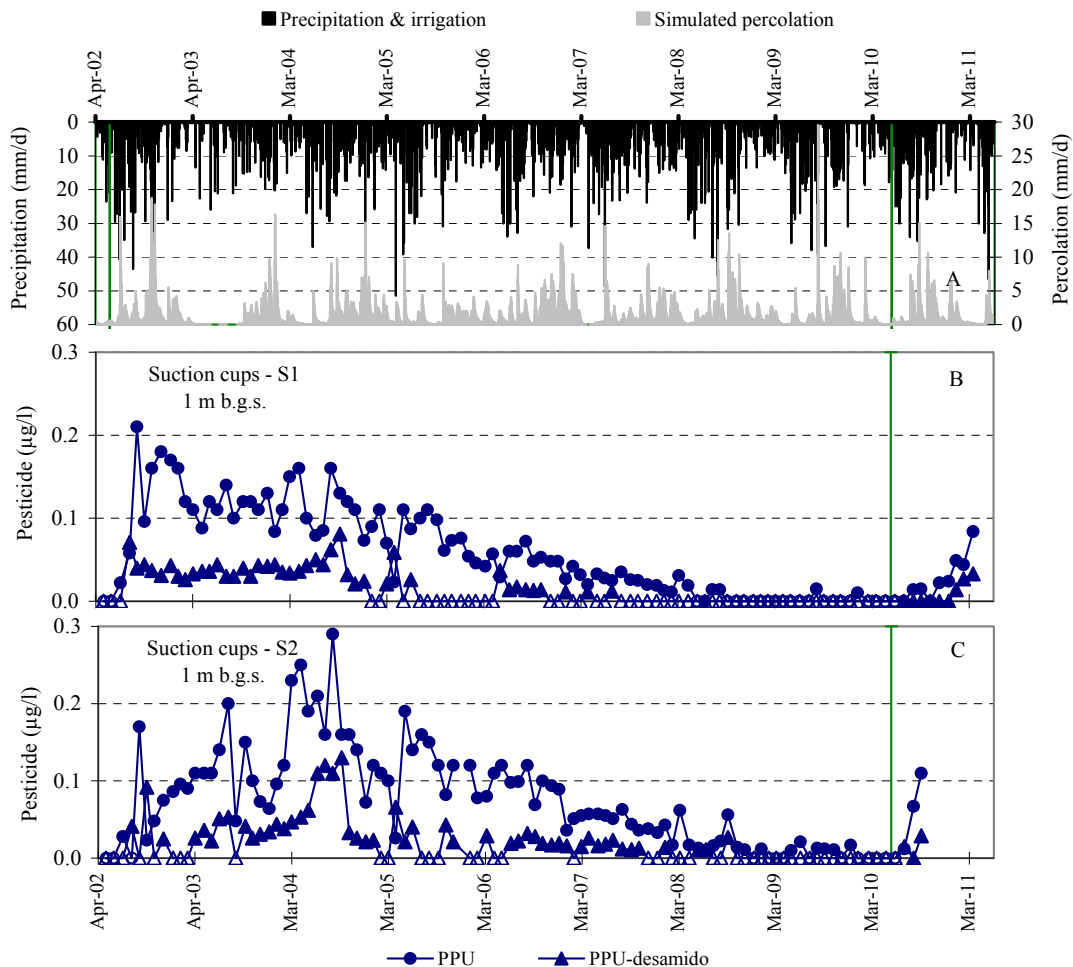 Precipitation & irrigation Simulated percolation
Apr-02 Apr-03 Mar-04 Mar-05 Mar-06 Mar-07 Mar-08 Mar-09 Mar-10 Mar-11
Precipitation (mm/d)
0
10
20
30
40
50
60
30
25
20
15
10
5
0
Percolation (mm/d)
A
Pesticide (µg/l)
0.3
0.2
0.1
0.0
Suction cups - S1
1 m b.g.s.
B
Pesticide (µg/l)
0.3
0.2
0.1
0.0
Suction cups - S2
1 m b.g.s.
C
Apr-02 Apr-03 Mar-04 Mar-05 Mar-06 Mar-07 Mar-08 Mar-09 Mar-10 Mar-11
PPU PPU-desamido